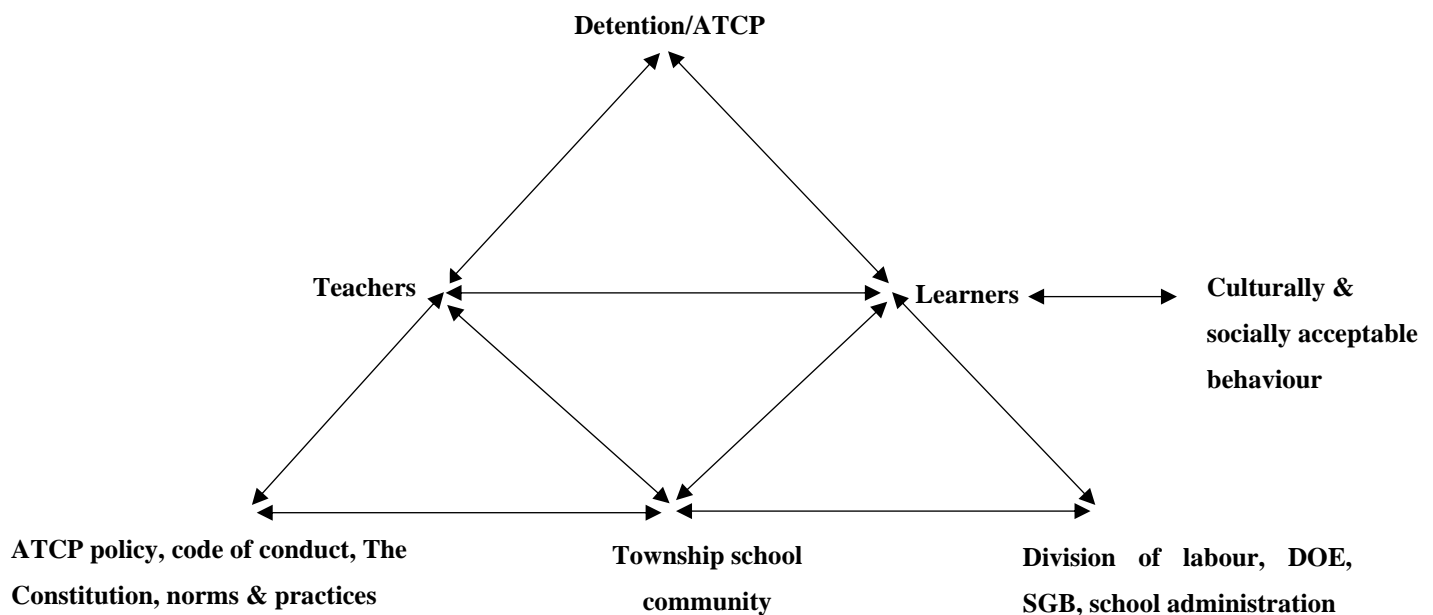 Detention/ATCP
Teachers
Learners
Culturally &
socially acceptable
behaviour
ATCP policy, code of conduct, The
Constitution, norms & practices
Township school
community
Division of labour, DOE,
SGB, school administration